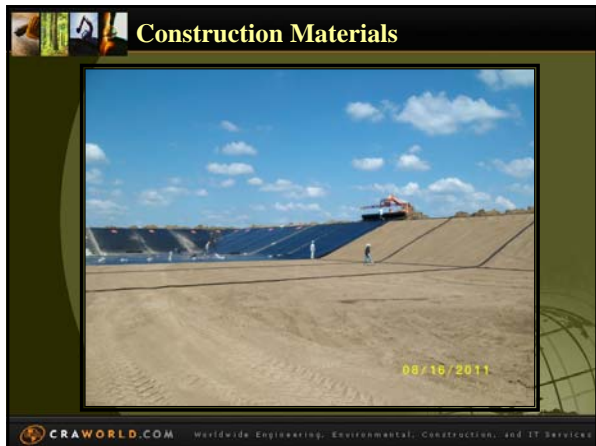 Construction Materials
08/16/2011
CRAWORLD.COM Worldwide Engineering, Environmental, Construction, and IT Services